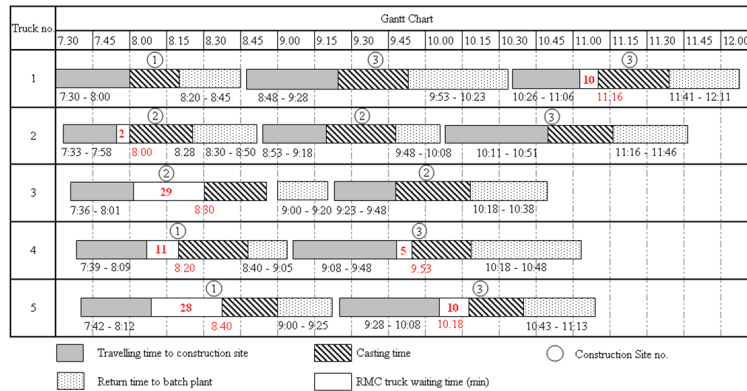 Truck no.
Gantt Chart
7.30 7.45 8.00 8.15 8.30 8.45 9.00 9.15 9.30 9.45 10.00 10.15 10.30 10.45 11.00 11.15 11.30 11.45 12.00
1 3 3
1 10
7:30 - 8:00 8:20 - 8:45 8:48 - 9:28 9:53 - 10:23 10:26 - 11:06 11:16 11:41 - 12:11
2 2 3
2 2
7:33 - 7:58 8.00 8.28 8:30 - 8:50 8:53 - 9:18 9:48 - 10:08 10:11 - 10:51 11:16 - 11:46
2 2
3 29
7:36 - 8:01 8:30 9:00 - 9:20 9:23 - 9:48 10:18 - 10:38
1 3
4 11 5
7:39 - 8:09 8.20 8:40 - 9:05 9:08 - 9:48 9.53 10:18 - 10:48
1 3
5 28 10
7:42 - 8:12 8.40 9:00 - 9:25 9:28 - 10:08 10.18 10:43 - 11:13
Travelling time to construction site Casting time Construction Site no.
Return time to batch plant RMC truck waiting time (min)